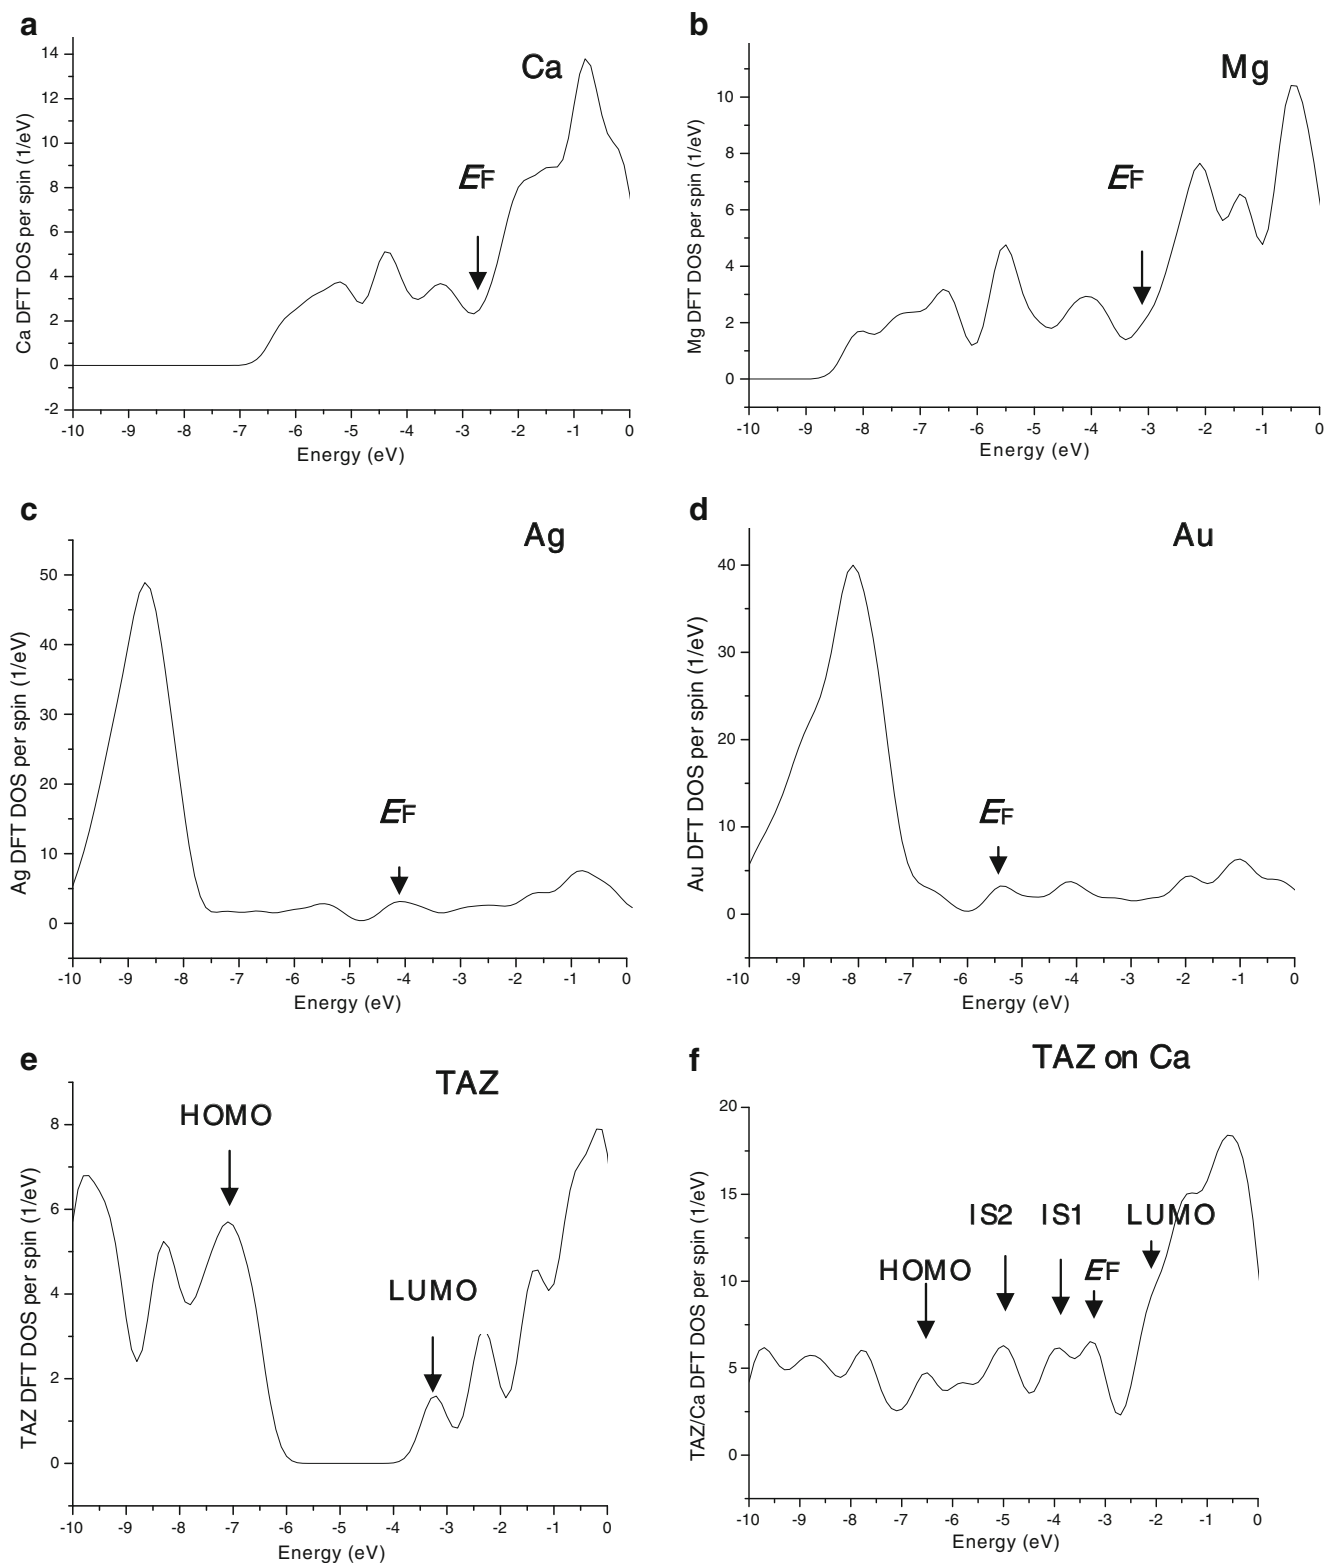 a
Ca
Ca DFT DOS per spin (1/eV)
14
12
10
8
6
4
2
0
-2
EF
-10 -9 -8 -7 -6 -5 -4 -3 -2 -1 0
Energy (eV)
b
Mg
Mg DFT DOS per spin (1/eV)
10
8
6
4
2
0
EF
-10 -9 -8 -7 -6 -5 -4 -3 -2 -1 0
Energy (eV)
c
Ag
Ag DFT DOS per spin (1/eV)
50
40
30
20
10
0
EF
-10 -9 -8 -7 -6 -5 -4 -3 -2 -1 0
Energy (eV)
d
Au
Au DFT DOS per spin (1/eV)
40
30
20
10
0
EF
-10 -9 -8 -7 -6 -5 -4 -3 -2 -1 0
Energy (eV)
e
TAZ
TAZ DFT DOS per spin (1/eV)
8
6
4
2
0
HOMO
LUMO
-10 -9 -8 -7 -6 -5 -4 -3 -2 -1 0
Energy (eV)
f
TAZ on Ca
TAZ/Ca DFT DOS per spin (1/eV)
20
15
10
5
0
IS2 IS1 LUMO
HOMO EF
-10 -9 -8 -7 -6 -5 -4 -3 -2 -1 0
Energy (eV)